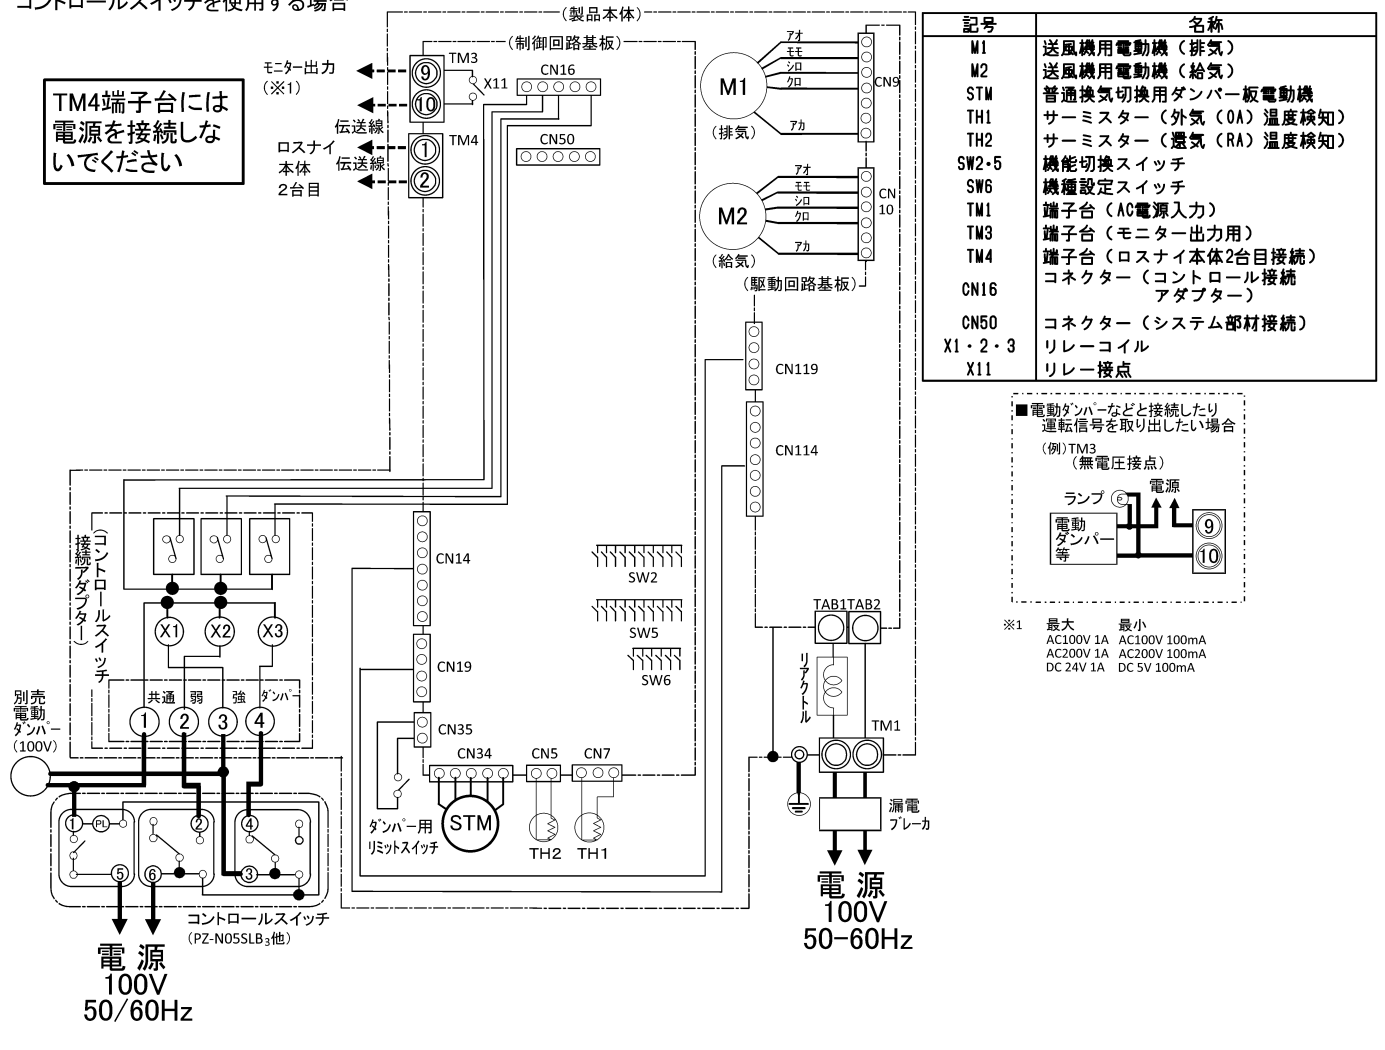 コントロールスイッチを使用する場合
TM4端子台には
電源を接続しな
いでください
(製品本体)
(制御回路基板)
モニター出力
(※1)
伝送線
ロスナイ
本体
2台目
伝送線
TM3
9
10
X11
TM4
1
2
CN16
CN50
M1
(排気)
アオ
モモ
シロ
クロ
アカ
CN9
M2
(給気)
アオ
モモ
シロ
クロ
アカ
CN
10
(駆動回路基板)
CN119
CN114
記号 名称
M1 送風機用電動機(排気)
M2 送風機用電動機(給気)
STM 普通換気切換用ダンパー板電動機
TH1 サーミスター(外気(OA)温度検知)
TH2 サーミスター(還気(RA)温度検知)
SW2・5 機能切換スイッチ
SW6 機種設定スイッチ
TM1 端子台(AC電源入力)
TM3 端子台(モニター出力用)
TM4 端子台(ロスナイ本体2台目接続)
CN16 コネクター(コントロール接続
アダプター)
CN50 コネクター(システム部材接続)
X1・2・3 リレーコイル
X11 リレー接点
■電動ダンパーなどと接続したり
運転信号を取り出したい場合
(例)TM3
(無電圧接点)
ランプ
電源
電動
ダンパー
等
9
10
※1 最大 最小
AC100V 1A AC100V 100mA
AC200V 1A AC200V 100mA
DC 24V 1A DC 5V 100mA
(コントロールスイッチ
接続アダプター)
X1
X2
X3
共通 弱 強 ダンパー
1 2 3 4
別売
電動
ダンパー
(100V)
CN14
CN19
CN35
CN34
CN5
CN7
SW2
SW5
SW6
ダンパー用
リミットスイッチ
STM
TH2
TH1
TAB1 TAB2
リアクトル
TM1
漏電
ブレーカ
電源
100V
50-60Hz
1 PL 2 4
5 6 3
コントロールスイッチ
(PZ-N05SLB3他)
電源
100V
50/60Hz